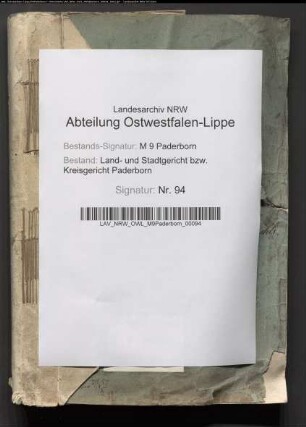 Landesarchiv NRW
Abteilung Ostwestfalen-Lippe
Bestands-Signatur: M 9 Paderborn
Bestand: Land- und Stadtgericht bzw.
Kreisgericht Paderborn
Signatur: Nr. 94
LAV_NRW_OWL_M9Paderborn_00094